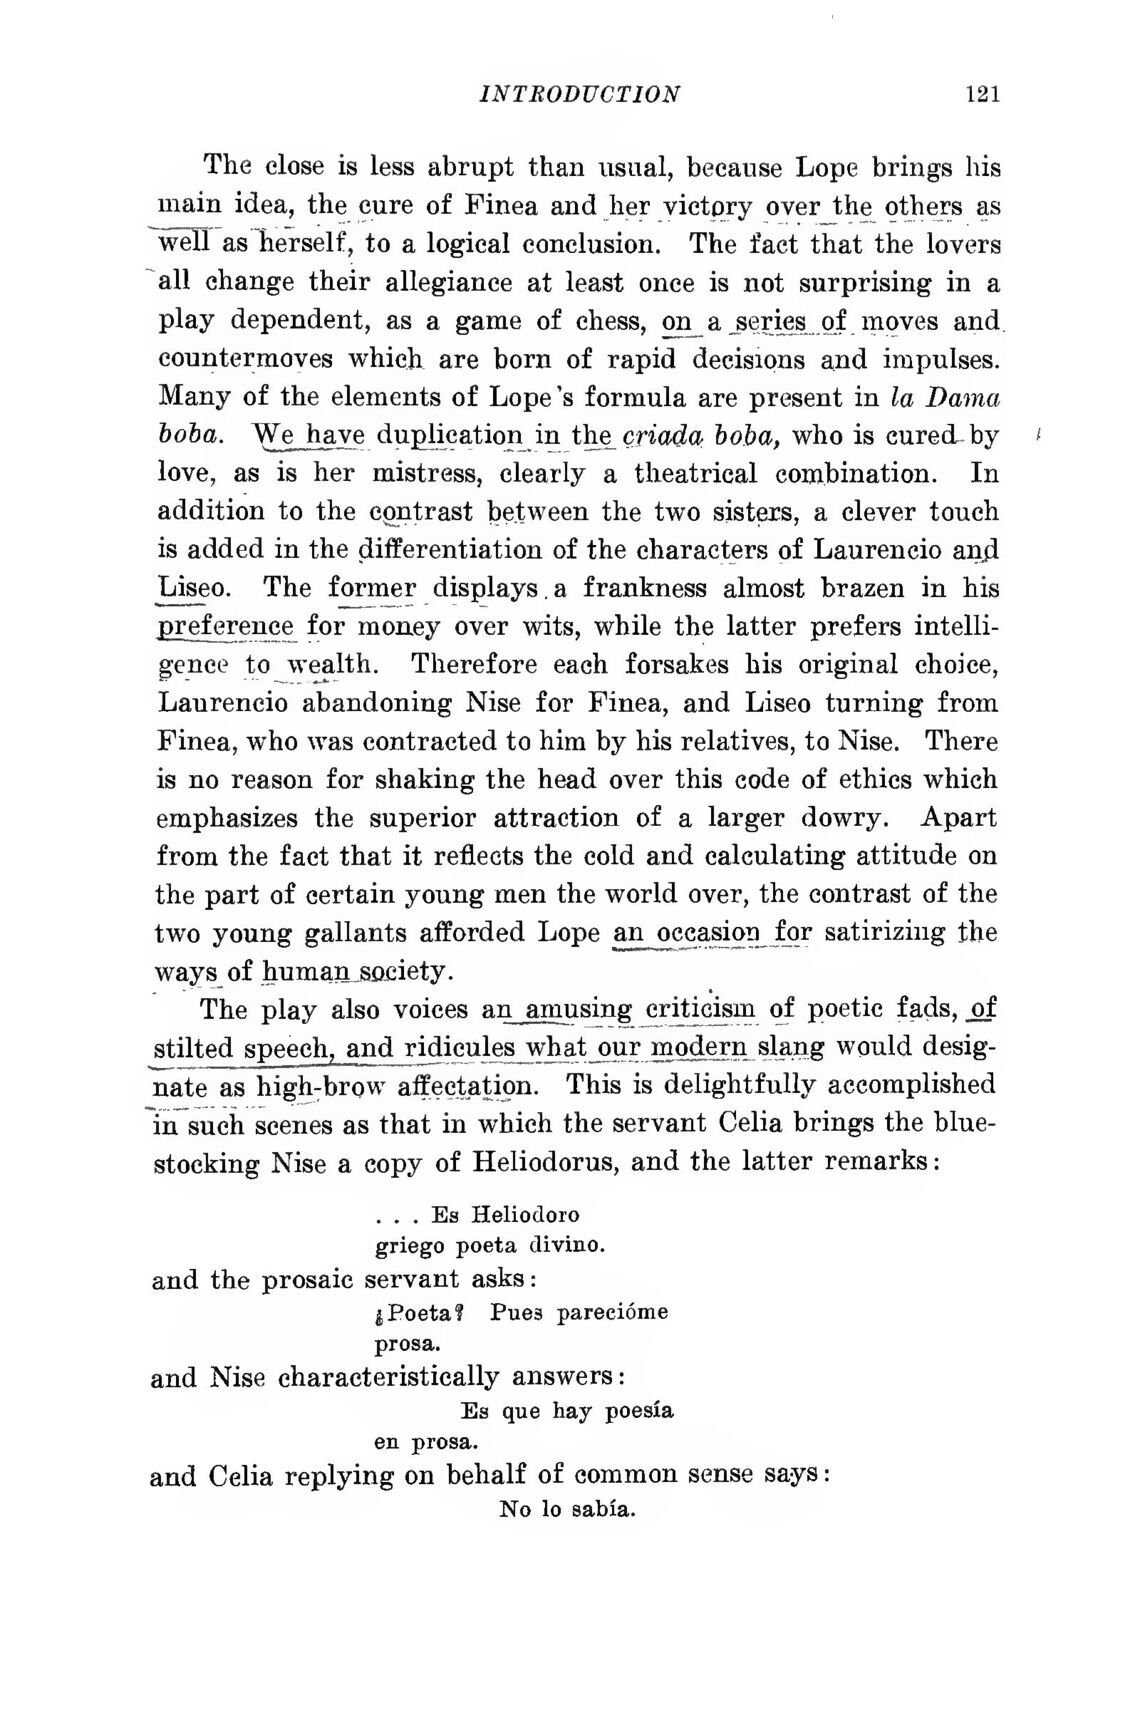 INTRODUCTION 121
The close is less abrupt than usual, because Lope brings his
main idea, the cure of Finea and her victory over the others as
well as herself, to a logical conclusion. The fact that the lovers
all change their allegiance at least once is not surprising in a
play dependent, as a game of chess, on a series of moves and
countermoves which are born of rapid decisions and impulses.
Many of the elements of Lope's formula are present in la Dama
boba. We have duplication in the criada boba, who is cured by
love, as is her mistress, clearly a theatrical combination. In
addition to the contrast between the two sisters, a clever touch
is added in the differentiation of the characters of Laurencio and
Liseo. The former displays a frankness almost brazen in his
preference for money over wits, while the latter prefers intelli-
gence to wealth. Therefore each forsakes his original choice,
Laurencio abandoning Nise for Finea, and Liseo turning from
Finea, who was contracted to him by his relatives, to Nise. There
is no reason for shaking the head over this code of ethics which
emphasizes the superior attraction of a larger dowry. Apart
from the fact that it reflects the cold and calculating attitude on
the part of certain young men the world over, the contrast of the
two young gallants afforded Lope an occasion for satirizing the
ways of human society.
The play also voices an amusing criticism of poetic fads, of
stilted speech, and ridicules what our modern slang would desig-
nate as high-brow affectation. This is delightfully accomplished
in such scenes as that in which the servant Celia brings the blue-
stocking Nise a copy of Heliodorus, and the latter remarks:
. . . Es Heliodoro
griego poeta divino.
and the prosaic servant asks:
¿Poeta? Pues parecióme
prosa.
and Nise characteristically answers:
Es que hay poesía
en prosa.
and Celia replying on behalf of common sense says:
No lo sabía.